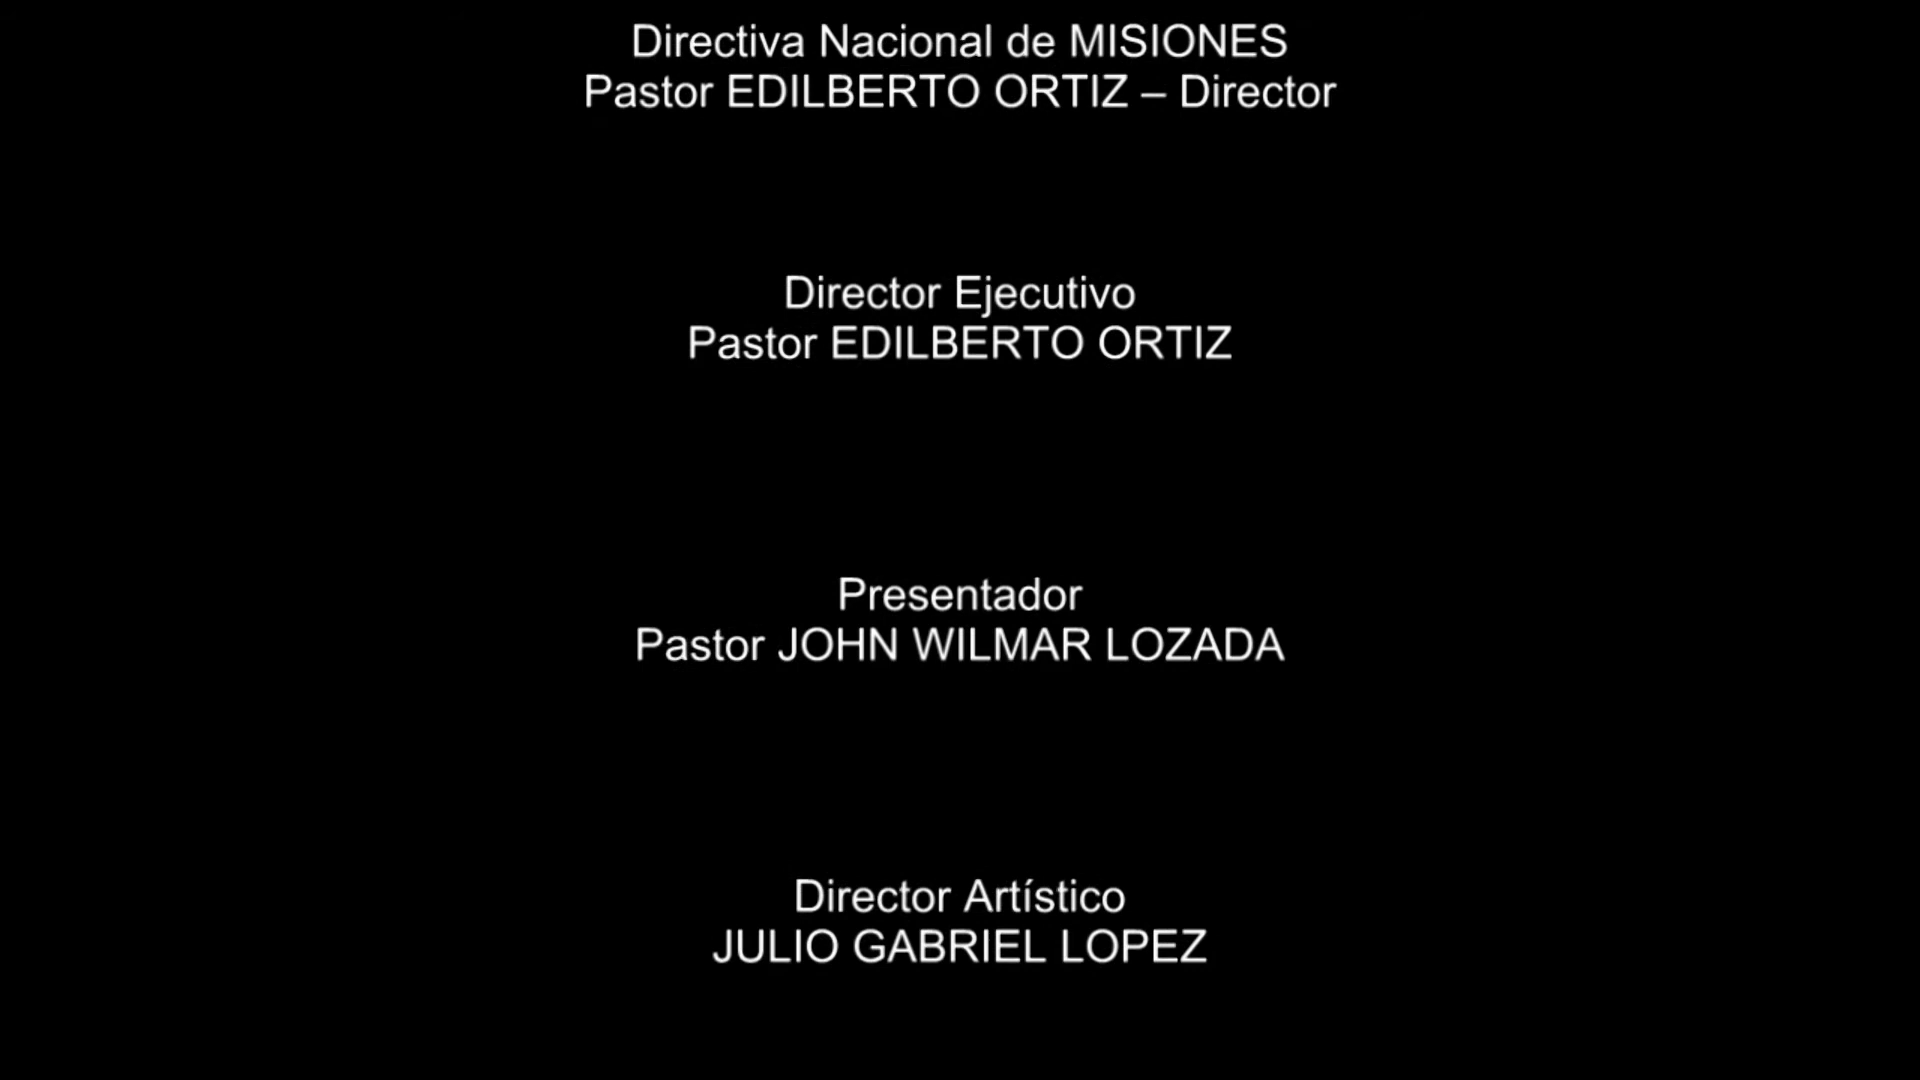 Directiva Nacional de MISIONES
Pastor EDILBERTO ORTIZ – Director
Director Ejecutivo
Pastor EDILBERTO ORTIZ
Presentador
Pastor JOHN WILMAR LOZADA
Director Artístico
JULIO GABRIEL LOPEZ